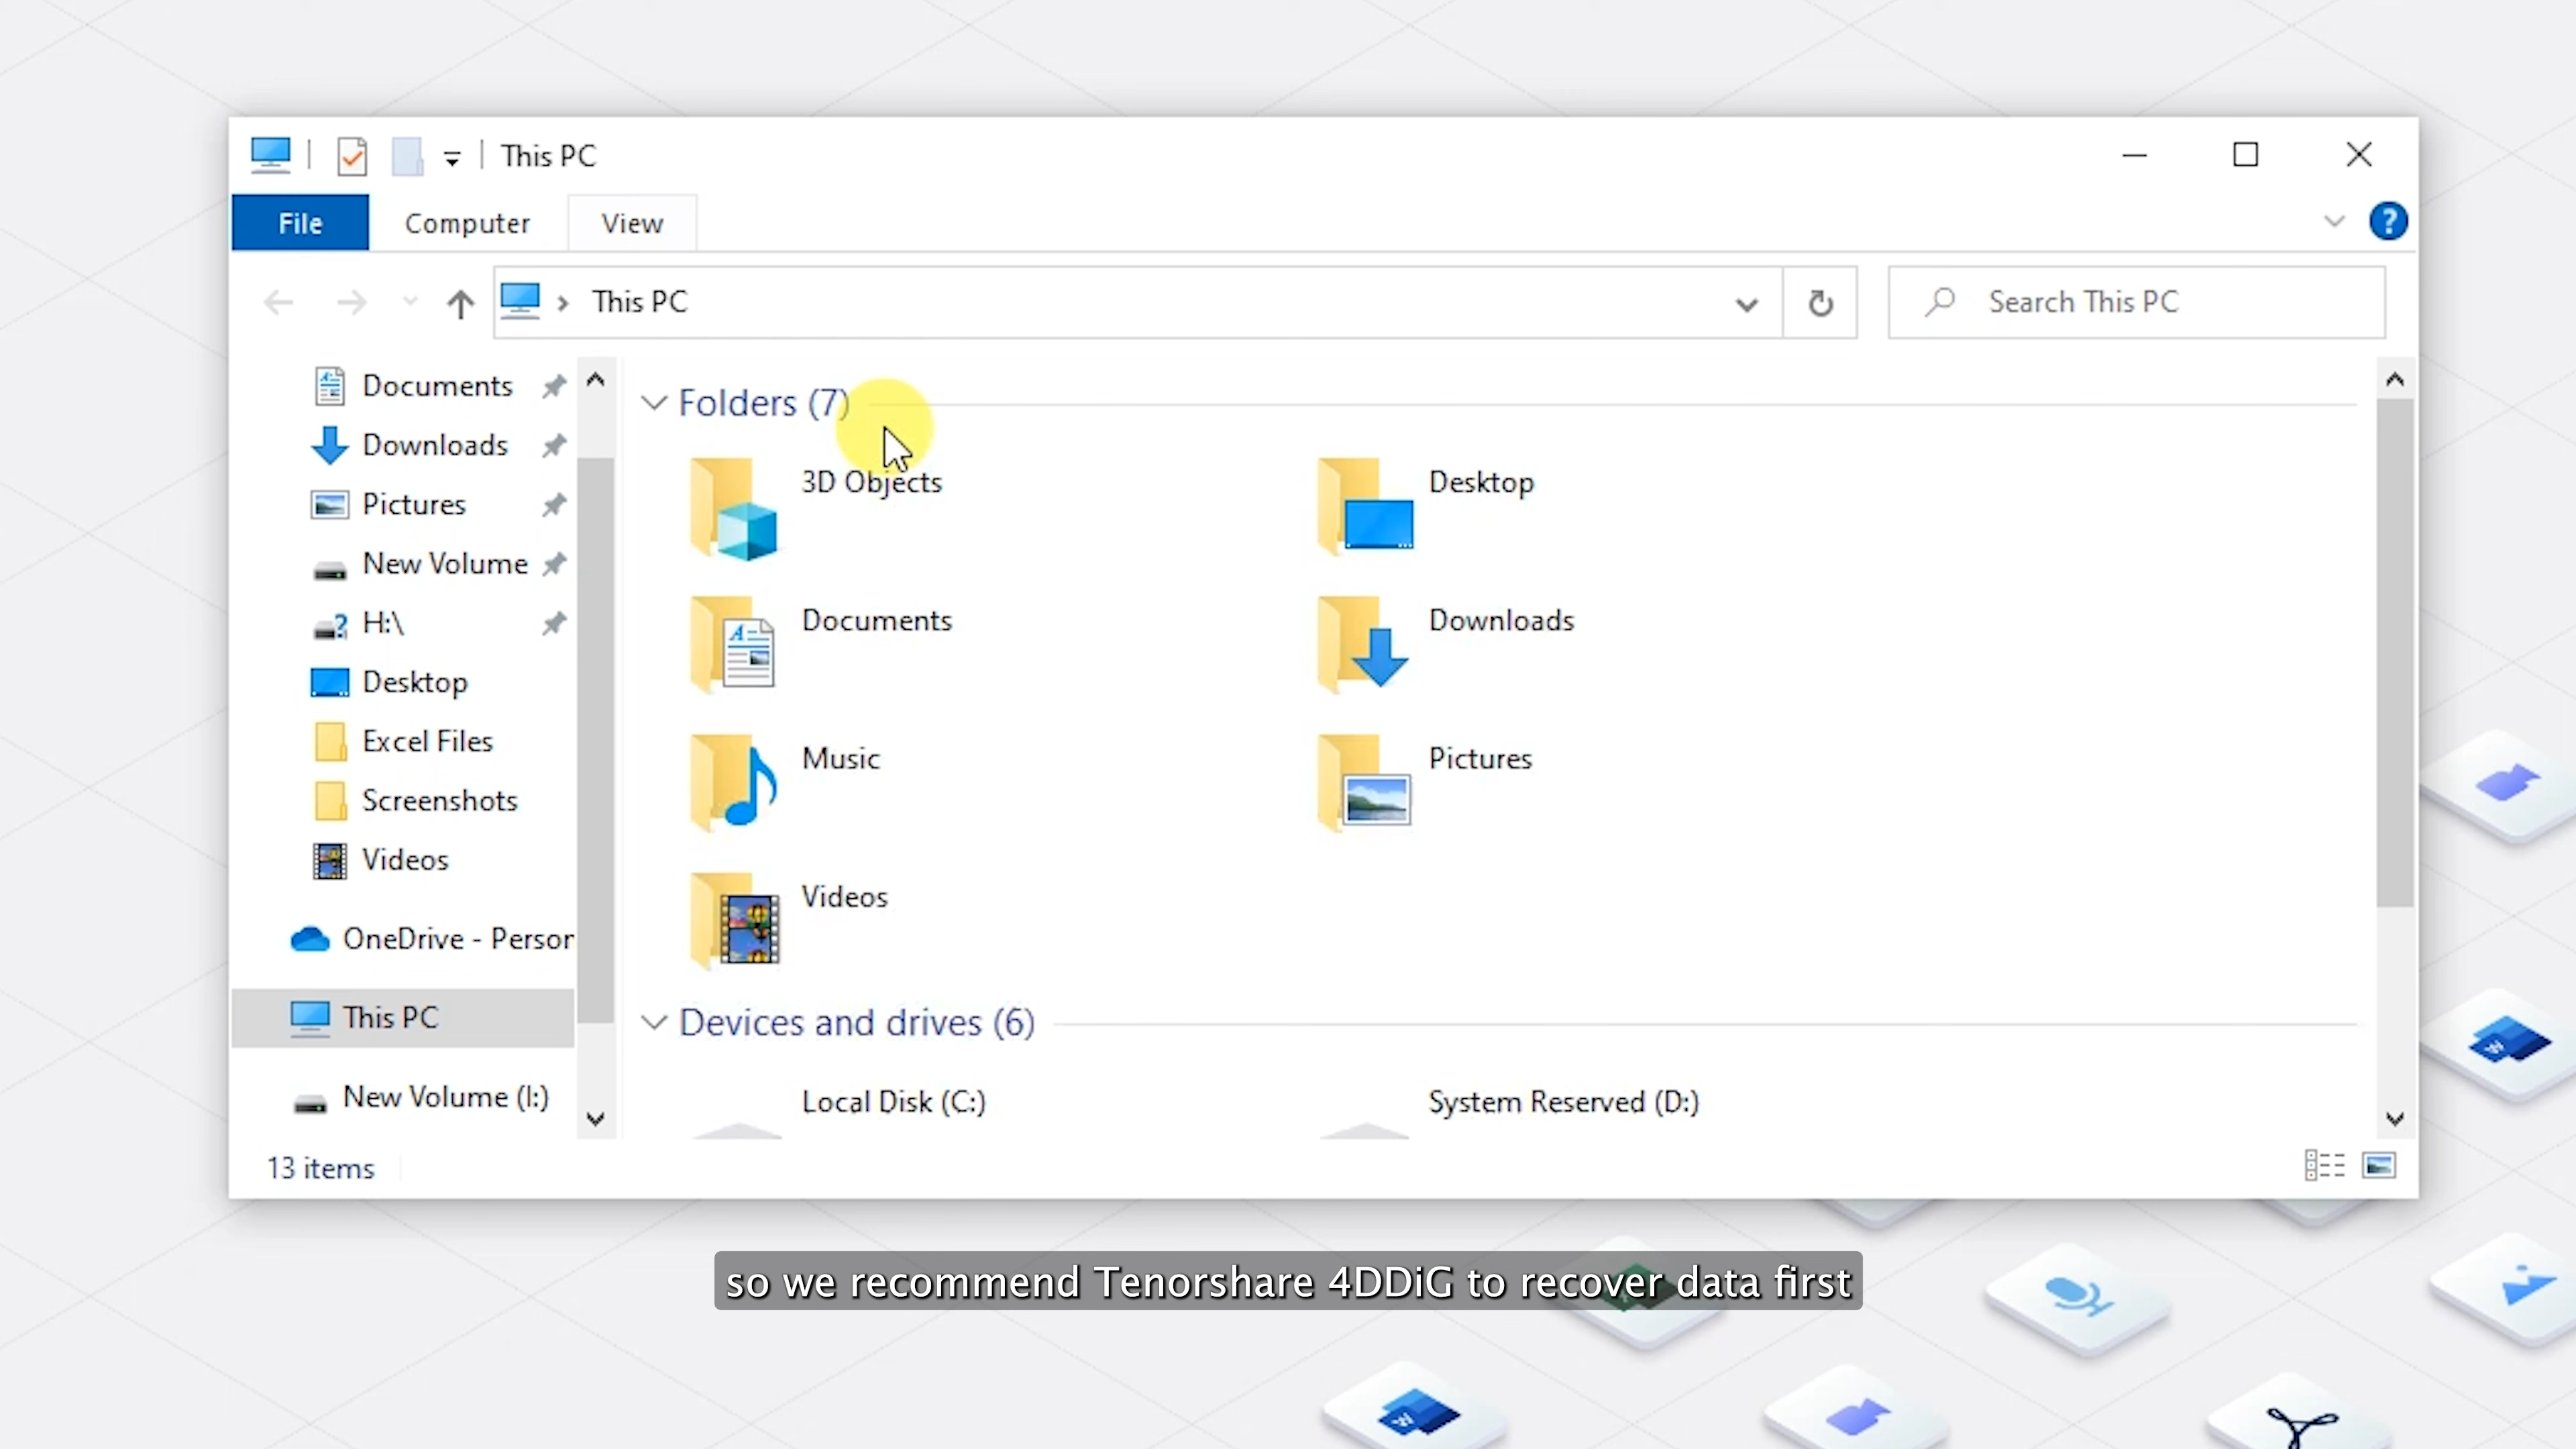 This PC
File
Computer
View
This PC
Search This PC
Documents
Downloads
Pictures
New Volume
H:\
Desktop
Excel Files
Screenshots
Videos
OneDrive - Person
This PC
New Volume (I:)
Folders (7)
3D Objects
Desktop
Documents
Downloads
Music
Pictures
Videos
Devices and drives (6)
Local Disk (C:)
System Reserved (D:)
13 items
so we recommend Tenorshare 4DDiG to recover data first